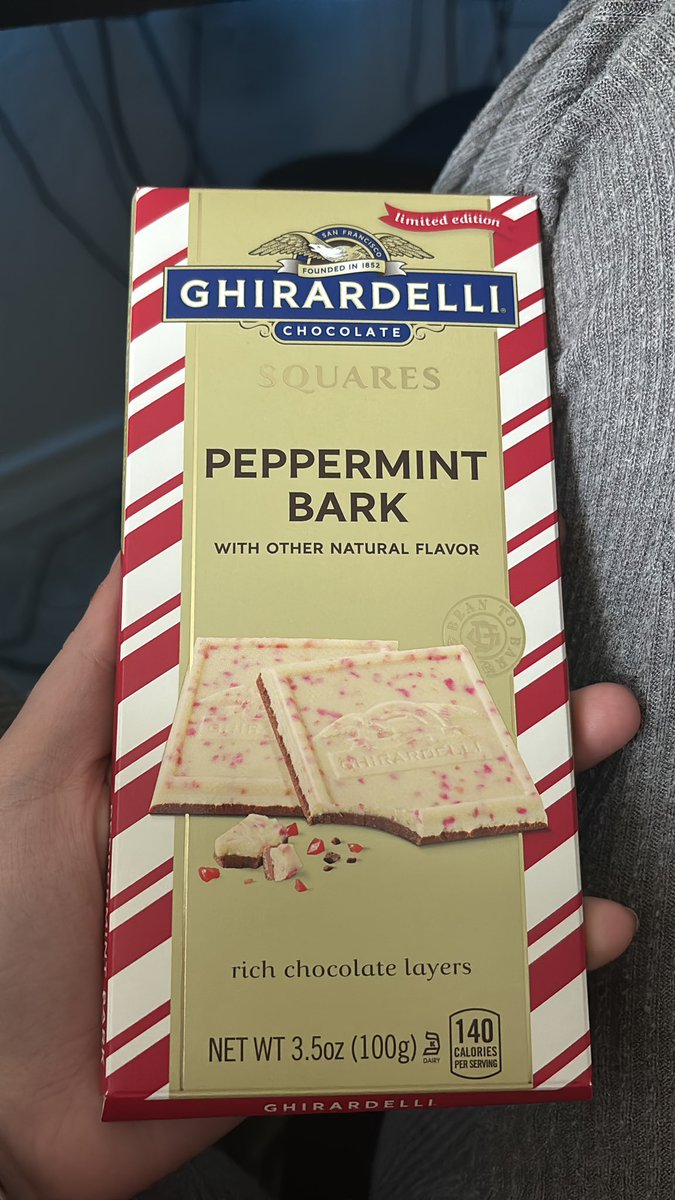 limited edition
SAN FRANCISCO
FOUNDED IN 1852
GHIRARDELLI®
CHOCOLATE
SQUARES
PEPPERMINT
BARK
WITH OTHER NATURAL FLAVOR
BEAN TO BAR
GHIRARDELLI
rich chocolate layers
NET WT 3.5oz (100g)
DAIRY
140
CALORIES
PER SERVING
GHIRARDELLI